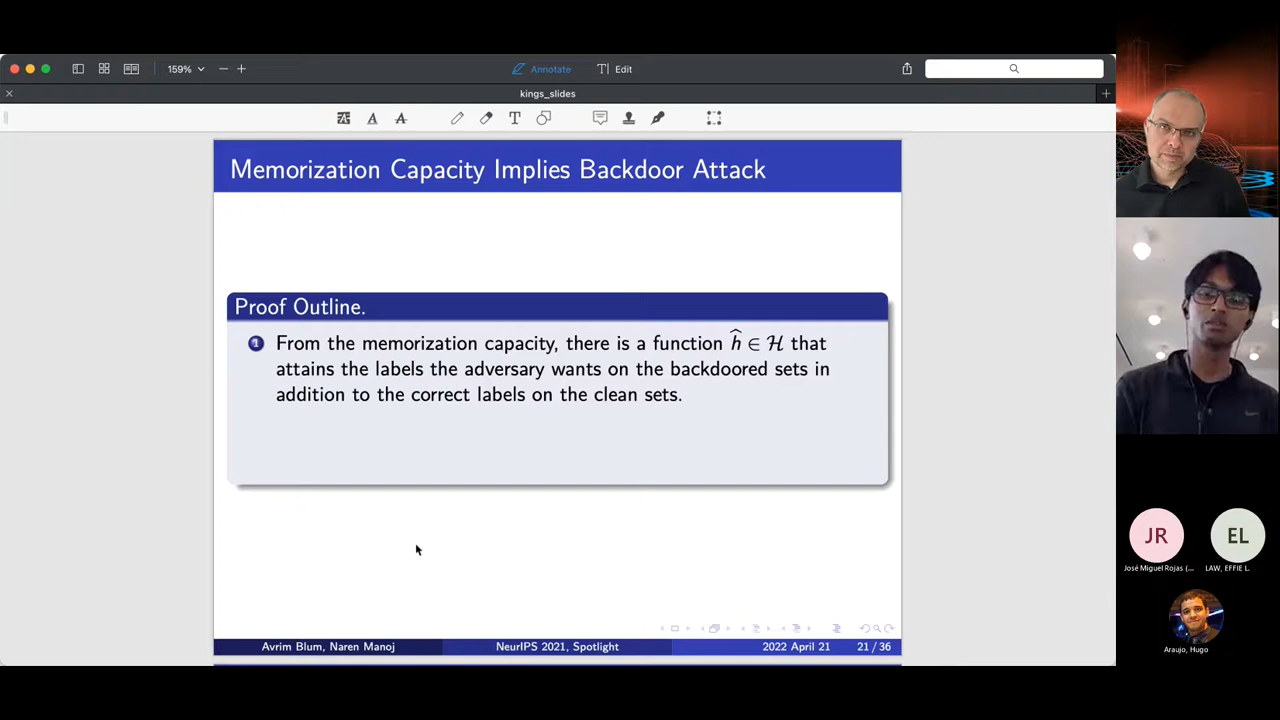 159%
Annotate
Edit
kings_slides
Memorization Capacity Implies Backdoor Attack
Proof Outline.
1 From the memorization capacity, there is a function ĥ ∈ ℋ that
attains the labels the adversary wants on the backdoored sets in
addition to the correct labels on the clean sets.
Avrim Blum, Naren Manoj
NeurIPS 2021, Spotlight
2022 April 21
21 / 36
JR
EL
José Miguel Rojas (...
LAW, EFFIE L.
Araujo, Hugo